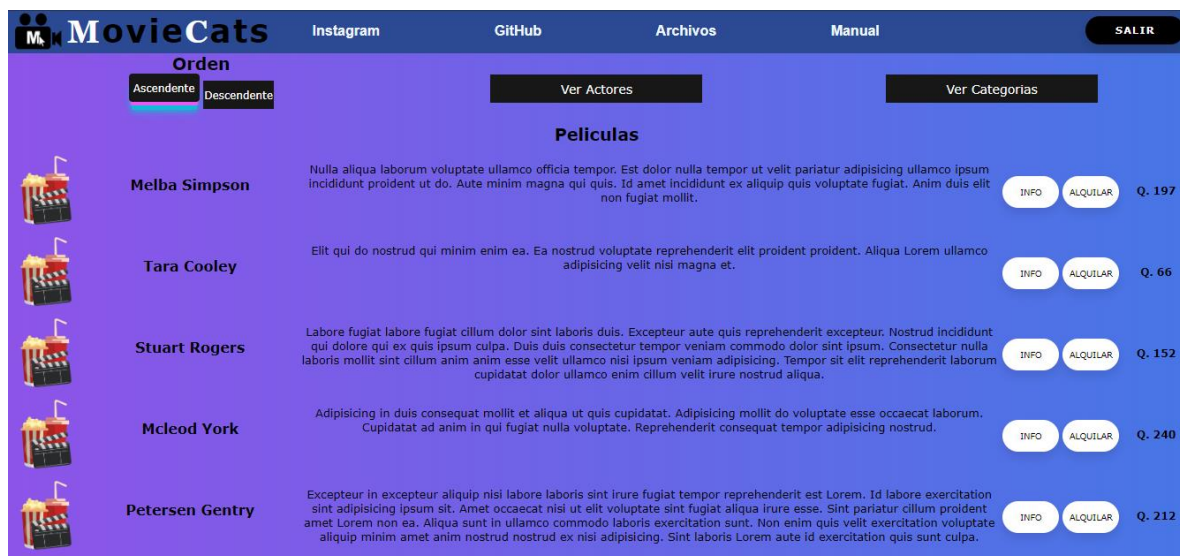 MovieCats
Instagram
GitHub
Archivos
Manual
SALIR
Orden
Ascendente
Descendente
Ver Actores
Ver Categorias
Peliculas
Melba Simpson
Nulla aliqua laborum voluptate ullamco officia tempor. Est dolor nulla tempor ut velit pariatur adipisicing ullamco ipsum
incididunt proident ut do. Aute minim magna qui quis. Id amet incididunt ex aliquip quis voluptate fugiat. Anim duis elit
non fugiat mollit.
INFO
ALQUILAR
Q. 197
Tara Cooley
Elit qui do nostrud qui minim enim ea. Ea nostrud voluptate reprehenderit elit proident proident. Aliqua Lorem ullamco
adipisicing velit nisi magna et.
INFO
ALQUILAR
Q. 66
Stuart Rogers
Labore fugiat labore fugiat cillum dolor sint laboris duis. Excepteur aute quis reprehenderit excepteur. Nostrud incididunt
qui dolore qui ex quis ipsum culpa. Duis duis consectetur tempor veniam commodo dolor sint ipsum. Consectetur nulla
laboris mollit sint cillum anim anim esse velit ullamco nisi ipsum veniam adipisicing. Tempor sit elit reprehenderit laborum
cupidatat dolor ullamco enim cillum velit irure nostrud aliqua.
INFO
ALQUILAR
Q. 152
Mcleod York
Adipisicing in duis consequat mollit et aliqua ut quis cupidatat. Adipisicing mollit do voluptate esse occaecat laborum.
Cupidatat ad anim in qui fugiat nulla voluptate. Reprehenderit consequat tempor adipisicing nostrud.
INFO
ALQUILAR
Q. 240
Petersen Gentry
Excepteur in excepteur aliquip nisi labore laboris sint irure fugiat tempor reprehenderit est Lorem. Id labore exercitation
sint adipisicing ipsum sit. Amet occaecat nisi ut elit voluptate sint fugiat aliqua irure esse. Sint pariatur cillum proident
amet Lorem non ea. Aliqua sunt in ullamco commodo laboris exercitation sunt. Non enim quis velit exercitation voluptate
aliquip minim amet anim nostrud nostrud ex nisi adipisicing. Sint laboris Lorem aute id exercitation quis sunt culpa.
INFO
ALQUILAR
Q. 212